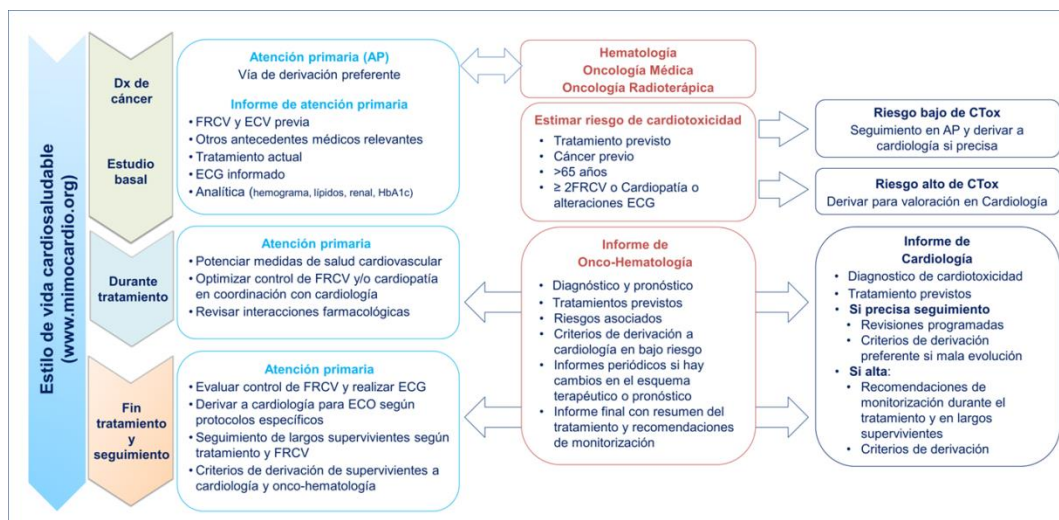 Estilo de vida cardiosaludable
(www.mimocardio.org)
Dx de
cáncer
Estudio
basal
Atención primaria (AP)
Vía de derivación preferente
Informe de atención primaria
• FRCV y ECV previa
• Otros antecedentes médicos relevantes
• Tratamiento actual
• ECG informado
• Analítica (hemograma, lípidos, renal, HbA1c)
Hematología
Oncología Médica
Oncología Radioterápica
Estimar riesgo de cardiotoxicidad
• Tratamiento previsto
• Cáncer previo
• >65 años
• ≥ 2FRCV o Cardiopatía o
alteraciones ECG
Riesgo bajo de CTox
Seguimiento en AP y derivar a
cardiología si precisa
Riesgo alto de CTox
Derivar para valoración en Cardiología
Durante
tratamiento
Atención primaria
• Potenciar medidas de salud cardiovascular
• Optimizar control de FRCV y/o cardiopatía
en coordinación con cardiología
• Revisar interacciones farmacológicas
Informe de
Onco-Hematología
• Diagnóstico y pronóstico
• Tratamientos previstos
• Riesgos asociados
• Criterios de derivación a
cardiología en bajo riesgo
• Informes periódicos si hay
cambios en el esquema
terapéutico o pronóstico
• Informe final con resumen del
tratamiento y recomendaciones
de monitorización
Informe de
Cardiología
• Diagnostico de cardiotoxicidad
• Tratamiento previstos
• Si precisa seguimiento
• Revisiones programadas
• Criterios de derivación
preferente si mala evolución
• Si alta:
• Recomendaciones de
monitorización durante el
tratamiento y en largos
supervivientes
• Criterios de derivación
Fin
tratamiento
y
seguimiento
Atención primaria
• Evaluar control de FRCV y realizar ECG
• Derivar a cardiología para ECO según
protocolos específicos
• Seguimiento de largos supervivientes según
tratamiento y FRCV
• Criterios de derivación de supervivientes a
cardiología y onco-hematología